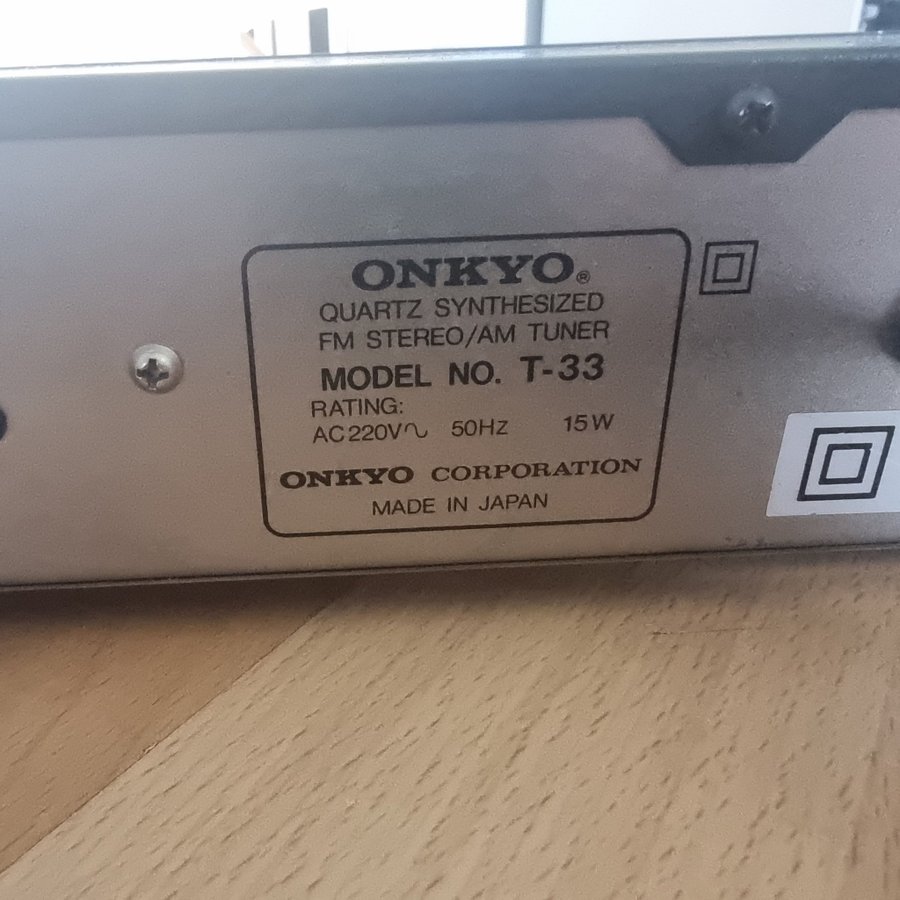 ONKYO®
QUARTZ SYNTHESIZED
FM STEREO/AM TUNER
MODEL NO. T-33
RATING:
AC220V∿ 50Hz 15W
ONKYO CORPORATION
MADE IN JAPAN